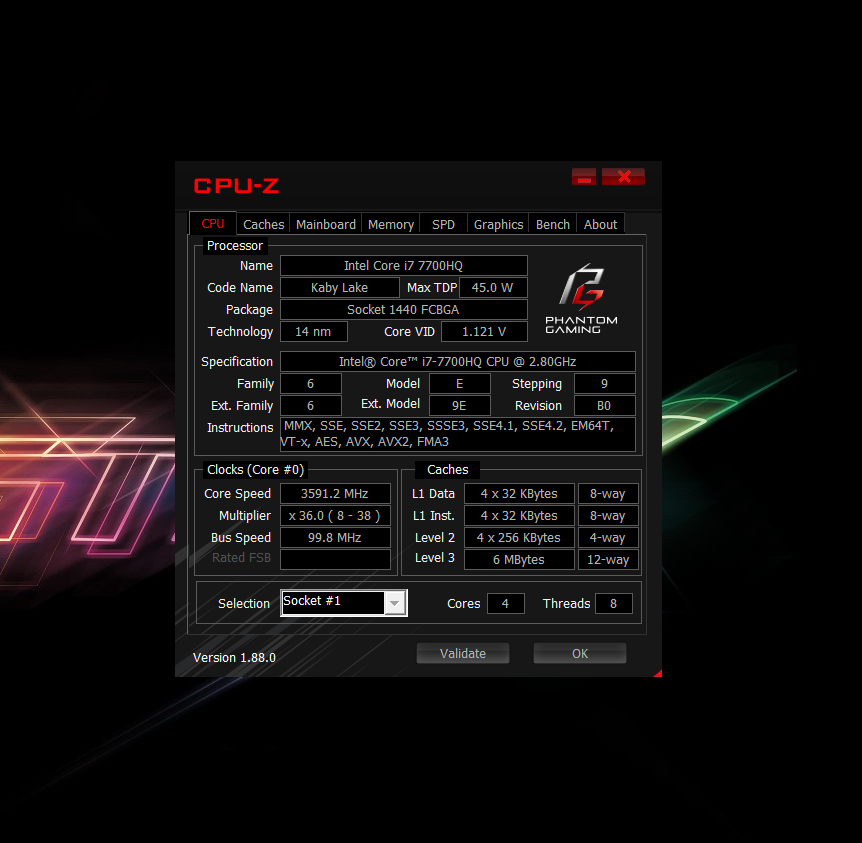 CPU-Z
CPU Caches Mainboard Memory SPD Graphics Bench About
Processor
Name Intel Core i7 7700HQ
Code Name Kaby Lake Max TDP 45.0 W
Package Socket 1440 FCBGA
Technology 14 nm Core VID 1.121 V
PHANTOM
GAMING
Specification Intel® Core™ i7-7700HQ CPU @ 2.80GHz
Family 6 Model E Stepping 9
Ext. Family 6 Ext. Model 9E Revision B0
Instructions MMX, SSE, SSE2, SSE3, SSSE3, SSE4.1, SSE4.2, EM64T,
VT-x, AES, AVX, AVX2, FMA3
Clocks (Core #0)
Core Speed 3591.2 MHz
Multiplier x 36.0 ( 8 - 38 )
Bus Speed 99.8 MHz
Rated FSB
Caches
L1 Data 4 x 32 KBytes 8-way
L1 Inst. 4 x 32 KBytes 8-way
Level 2 4 x 256 KBytes 4-way
Level 3 6 MBytes 12-way
Selection Socket #1 Cores 4 Threads 8
Version 1.88.0 Validate OK